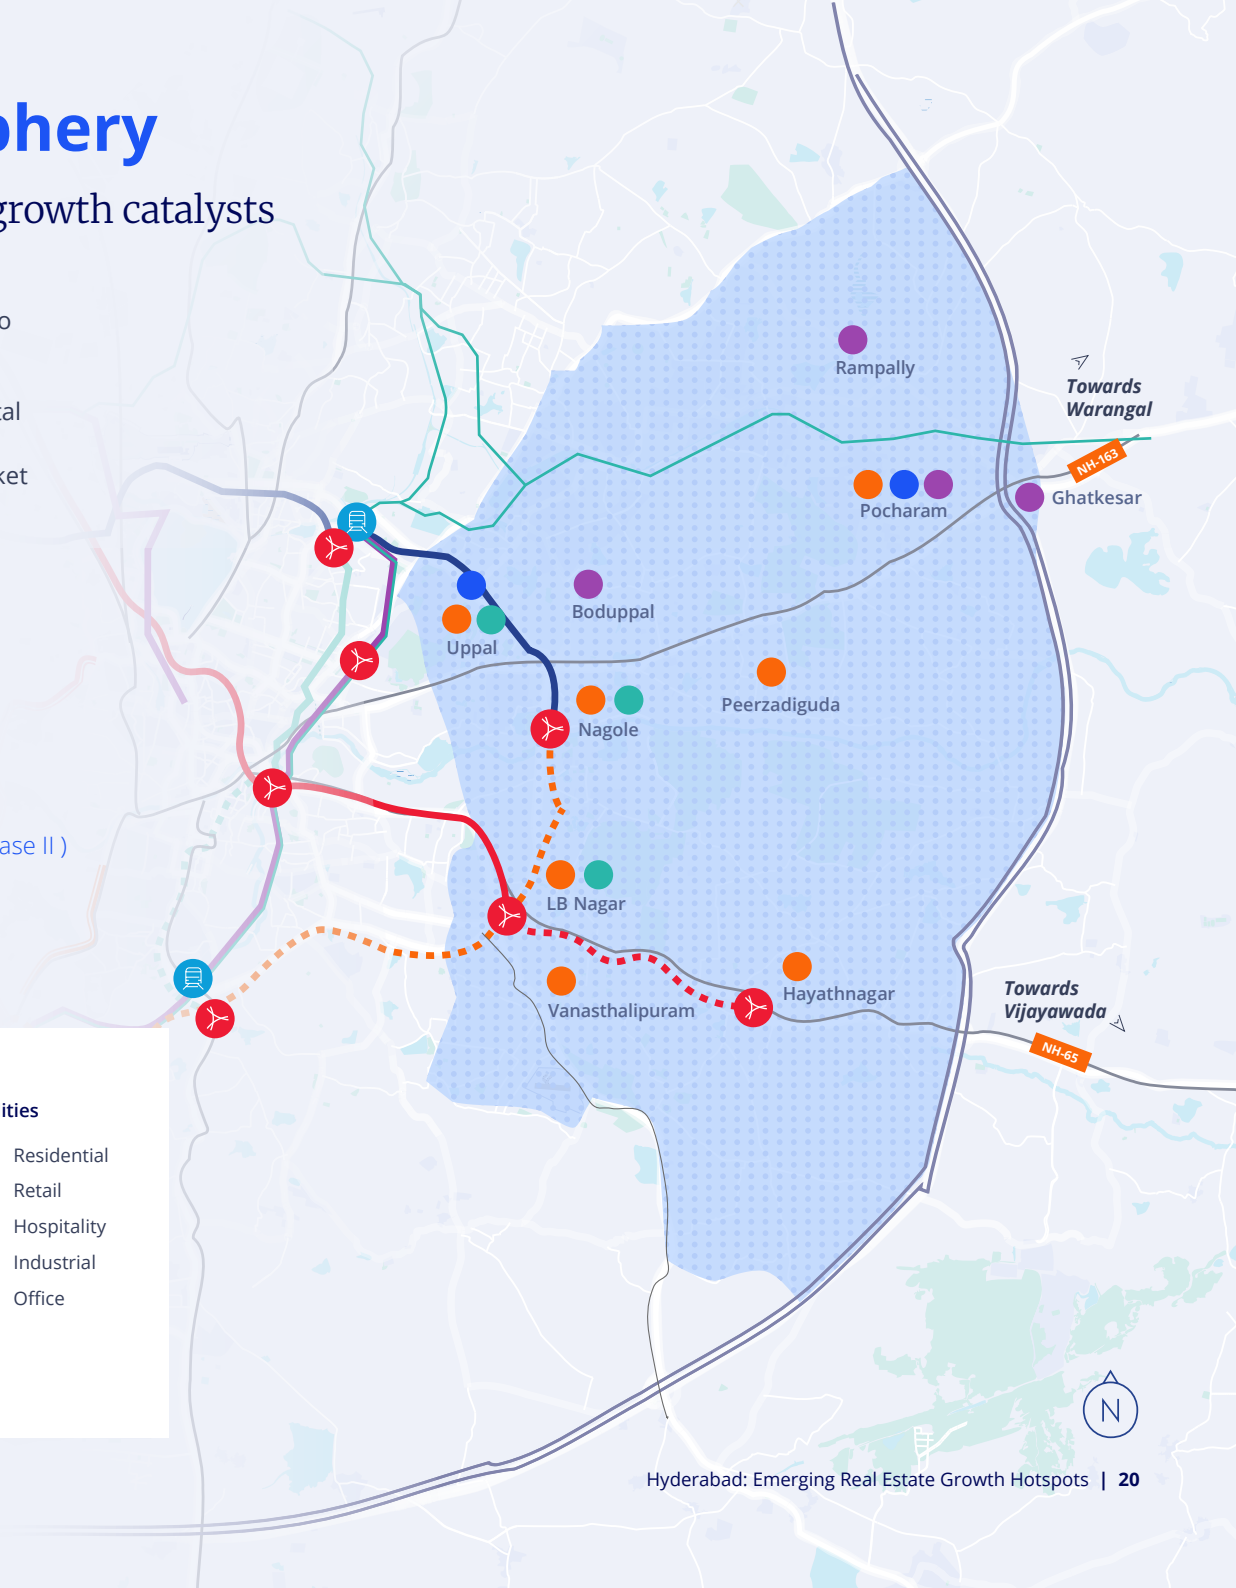 phery
growth catalysts
o
tal
ket
ase II )
Rampally
Towards
Warangal
NH-163
Pocharam
Ghatkesar
Boduppal
Uppal
Peerzadiguda
Nagole
LB Nagar
Hayathnagar
Vanasthalipuram
Towards
Vijayawada
NH-65
ities
Residential
Retail
Hospitality
Industrial
Office
N
Hyderabad: Emerging Real Estate Growth Hotspots | 20